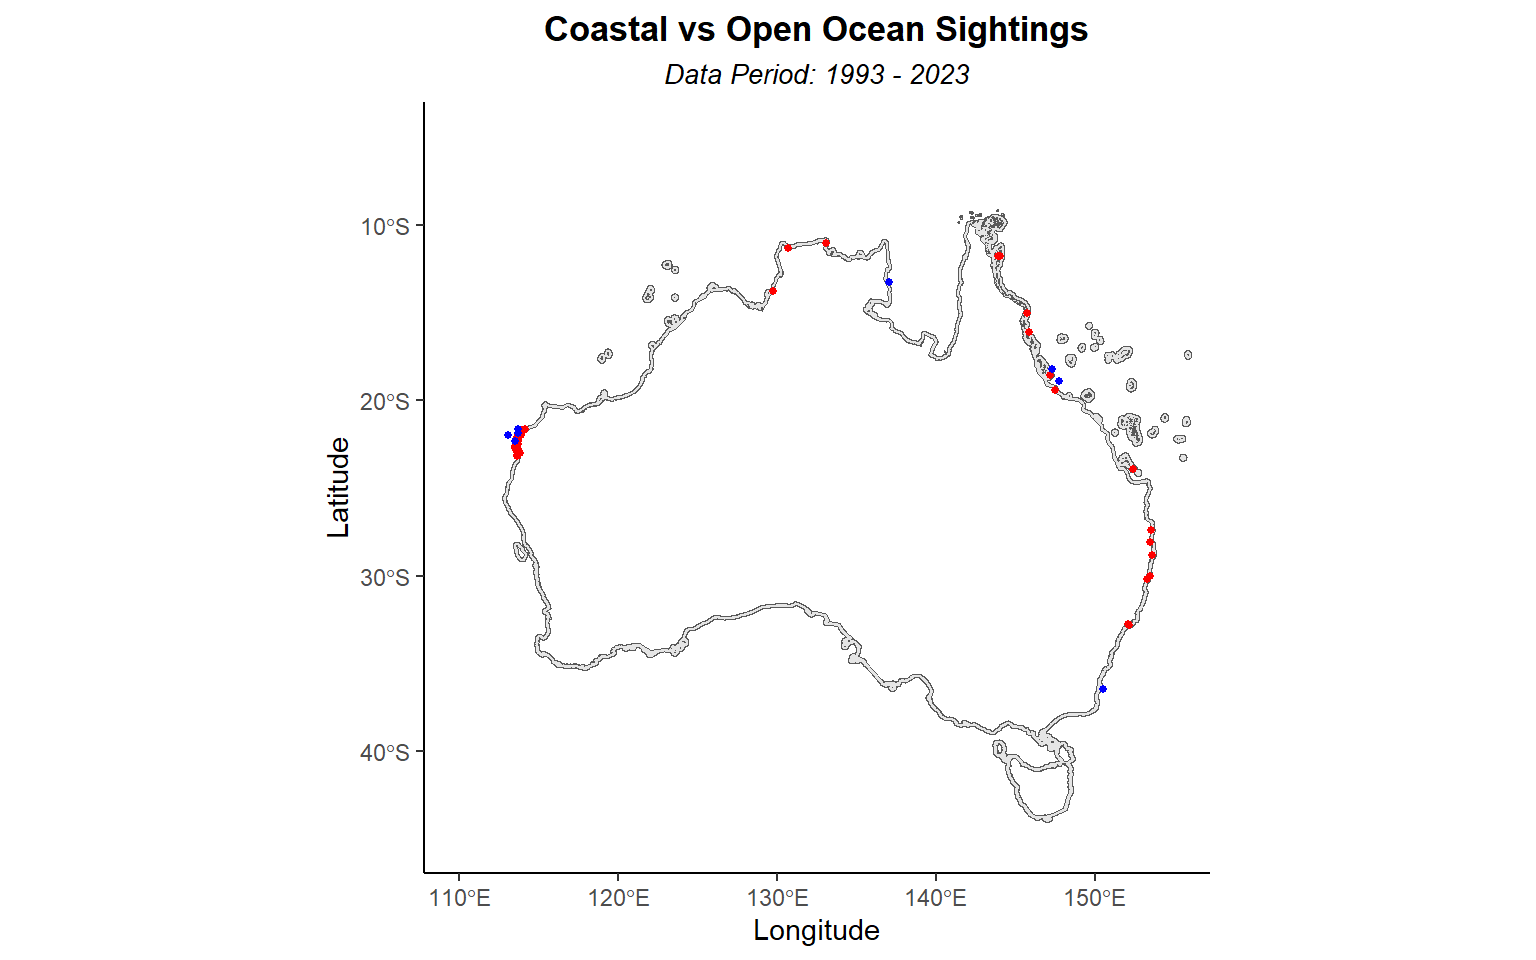 Coastal vs Open Ocean Sightings
Data Period: 1993 - 2023
10°S
20°S
30°S
40°S
Latitude
110°E 120°E 130°E 140°E 150°E
Longitude